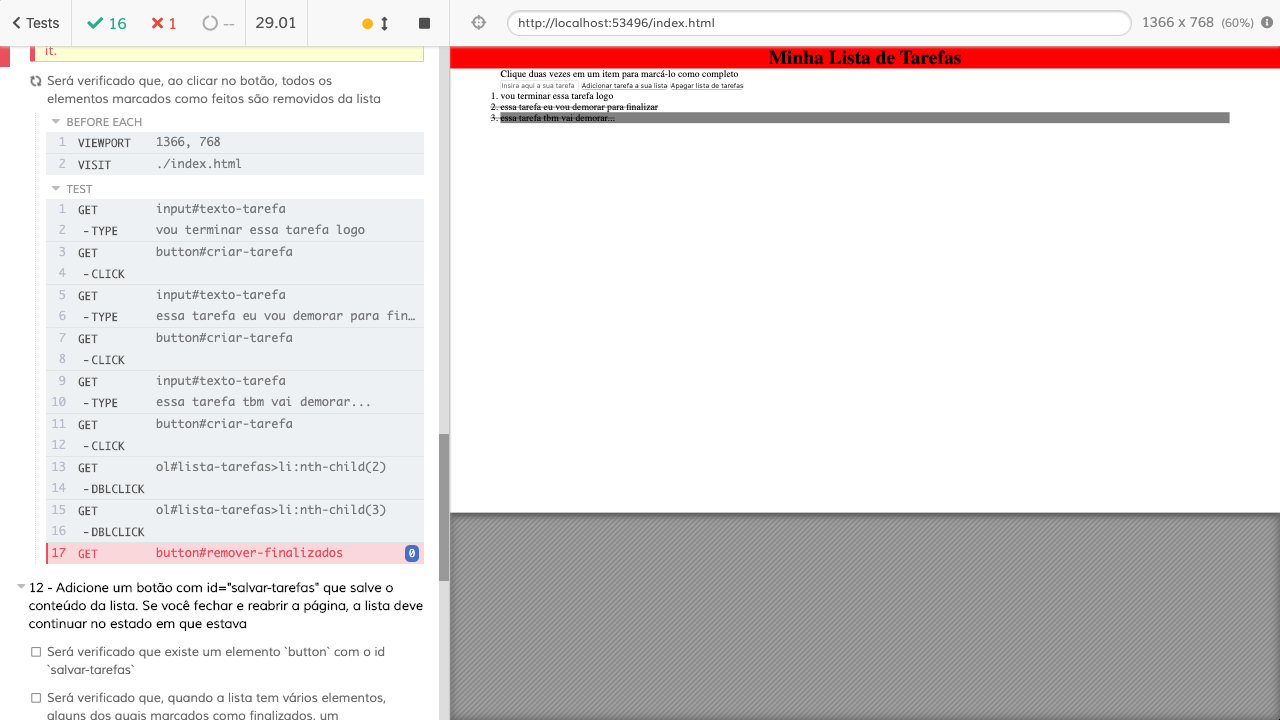 Tests
16
1
--
29.01
http://localhost:53496/index.html
1366 x 768 (60%)
it.
Será verificado que, ao clicar no botão, todos os
elementos marcados como feitos são removidos da lista
BEFORE EACH
1 VIEWPORT 1366, 768
2 VISIT ./index.html
TEST
1 GET input#texto-tarefa
2 -TYPE vou terminar essa tarefa logo
3 GET button#criar-tarefa
4 -CLICK
5 GET input#texto-tarefa
6 -TYPE essa tarefa eu vou demorar para fin…
7 GET button#criar-tarefa
8 -CLICK
9 GET input#texto-tarefa
10 -TYPE essa tarefa tbm vai demorar...
11 GET button#criar-tarefa
12 -CLICK
13 GET ol#lista-tarefas>li:nth-child(2)
14 -DBLCLICK
15 GET ol#lista-tarefas>li:nth-child(3)
16 -DBLCLICK
17 GET button#remover-finalizados 0
12 - Adicione um botão com id="salvar-tarefas" que salve o
conteúdo da lista. Se você fechar e reabrir a página, a lista deve
continuar no estado em que estava
Será verificado que existe um elemento `button` com o id
`salvar-tarefas`
Será verificado que, quando a lista tem vários elementos,
alguns dos quais marcados como finalizados, um
Minha Lista de Tarefas
Clique duas vezes em um item para marcá-lo como completo
Insira aqui a sua tarefa Adicionar tarefa a sua lista Apagar lista de tarefas
1. vou terminar essa tarefa logo
2. essa tarefa eu vou demorar para finalizar
3. essa tarefa tbm vai demorar...